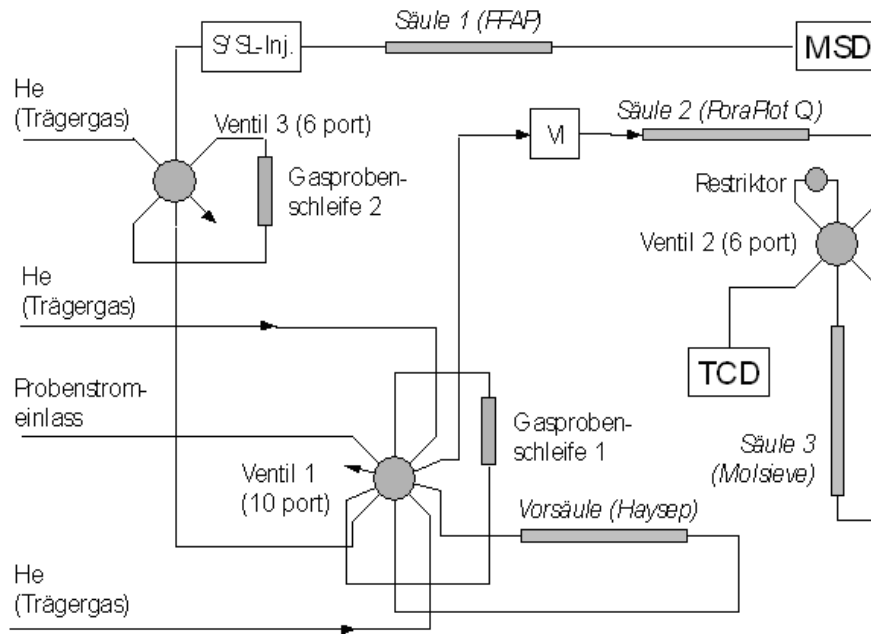 S/SL-Inj.
Säule 1 (FFAP)
MSD
He
(Trägergas)
Ventil 3 (6 port)
Gasproben-
schleife 2
VI
Säule 2 (PoraPlot Q)
Restriktor
Ventil 2 (6 port)
He
(Trägergas)
TCD
Probenstrom-
einlass
Gasproben-
schleife 1
Säule 3
(Molsieve)
Ventil 1
(10 port)
Vorsäule (Haysep)
He
(Trägergas)